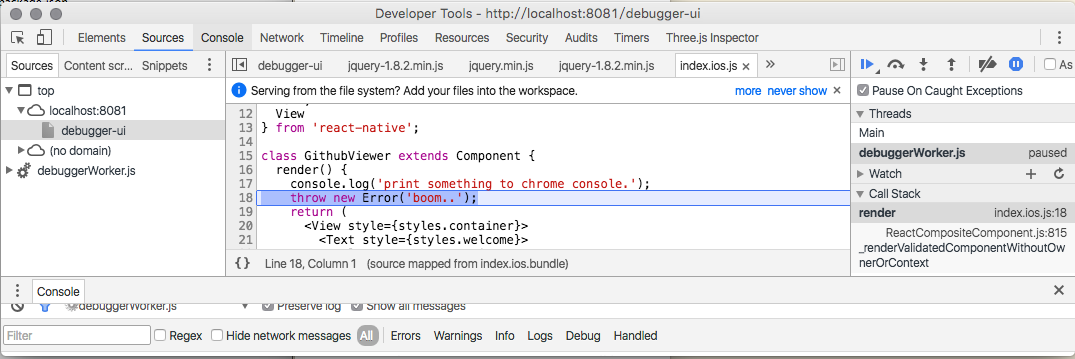 package.json
Developer Tools - http://localhost:8081/debugger-ui
Elements Sources Console Network Timeline Profiles Resources Security Audits Timers Three.js Inspector
Sources Content scr... Snippets
debugger-ui jquery-1.8.2.min.js jquery.min.js jquery-1.8.2.min.js index.ios.js × »
As
top
localhost:8081
debugger-ui
(no domain)
debuggerWorker.js
Serving from the file system? Add your files into the workspace. more never show ×
12 View
13 } from 'react-native';
14
15 class GithubViewer extends Component {
16 render() {
17 console.log('print something to chrome console.');
18 throw new Error('boom..');
19 return (
20 <View style={styles.container}>
21 <Text style={styles.welcome}>
{} Line 18, Column 1 (source mapped from index.ios.bundle)
Pause On Caught Exceptions
Threads
Main
debuggerWorker.js paused
Watch
Call Stack
render index.ios.js:18
ReactCompositeComponent.js:815
_renderValidatedComponentWithoutOw
nerOrContext
Console ×
debuggerWorker.js Preserve log Show all messages
Filter Regex Hide network messages All Errors Warnings Info Logs Debug Handled